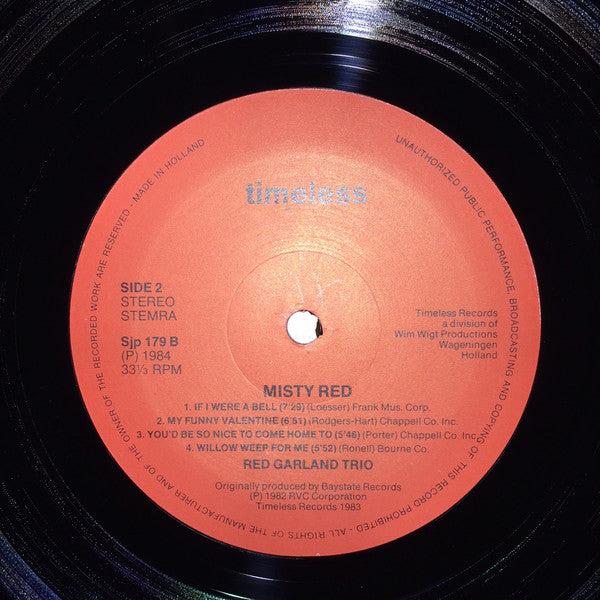 timeless
SIDE 2
STEREO
STEMRA
Sjp 179 B
(P) 1984
33⅓ RPM
Timeless Records
a division of
Wim Wigt Productions
Wageningen
Holland
MISTY RED
1. IF I WERE A BELL (7'29) (Loesser) Frank Mus. Corp.
2. MY FUNNY VALENTINE (6'51) (Rodgers-Hart) Chappell Co. Inc.
3. YOU'D BE SO NICE TO COME HOME TO (5'46) (Porter) Chappell Co. Inc.
4. WILLOW WEEP FOR ME (5'52) (Ronell) Bourne Co.
RED GARLAND TRIO
Originally produced by Baystate Records
(P) 1982 RVC Corporation
Timeless Records 1983
UNAUTHORIZED PUBLIC PERFORMANCE, BROADCASTING AND COPYING OF THIS RECORD PROHIBITED - ALL RIGHTS OF THE MANUFACTURER AND OF THE OWNER OF THE RECORDED WORK ARE RESERVED - MADE IN HOLLAND